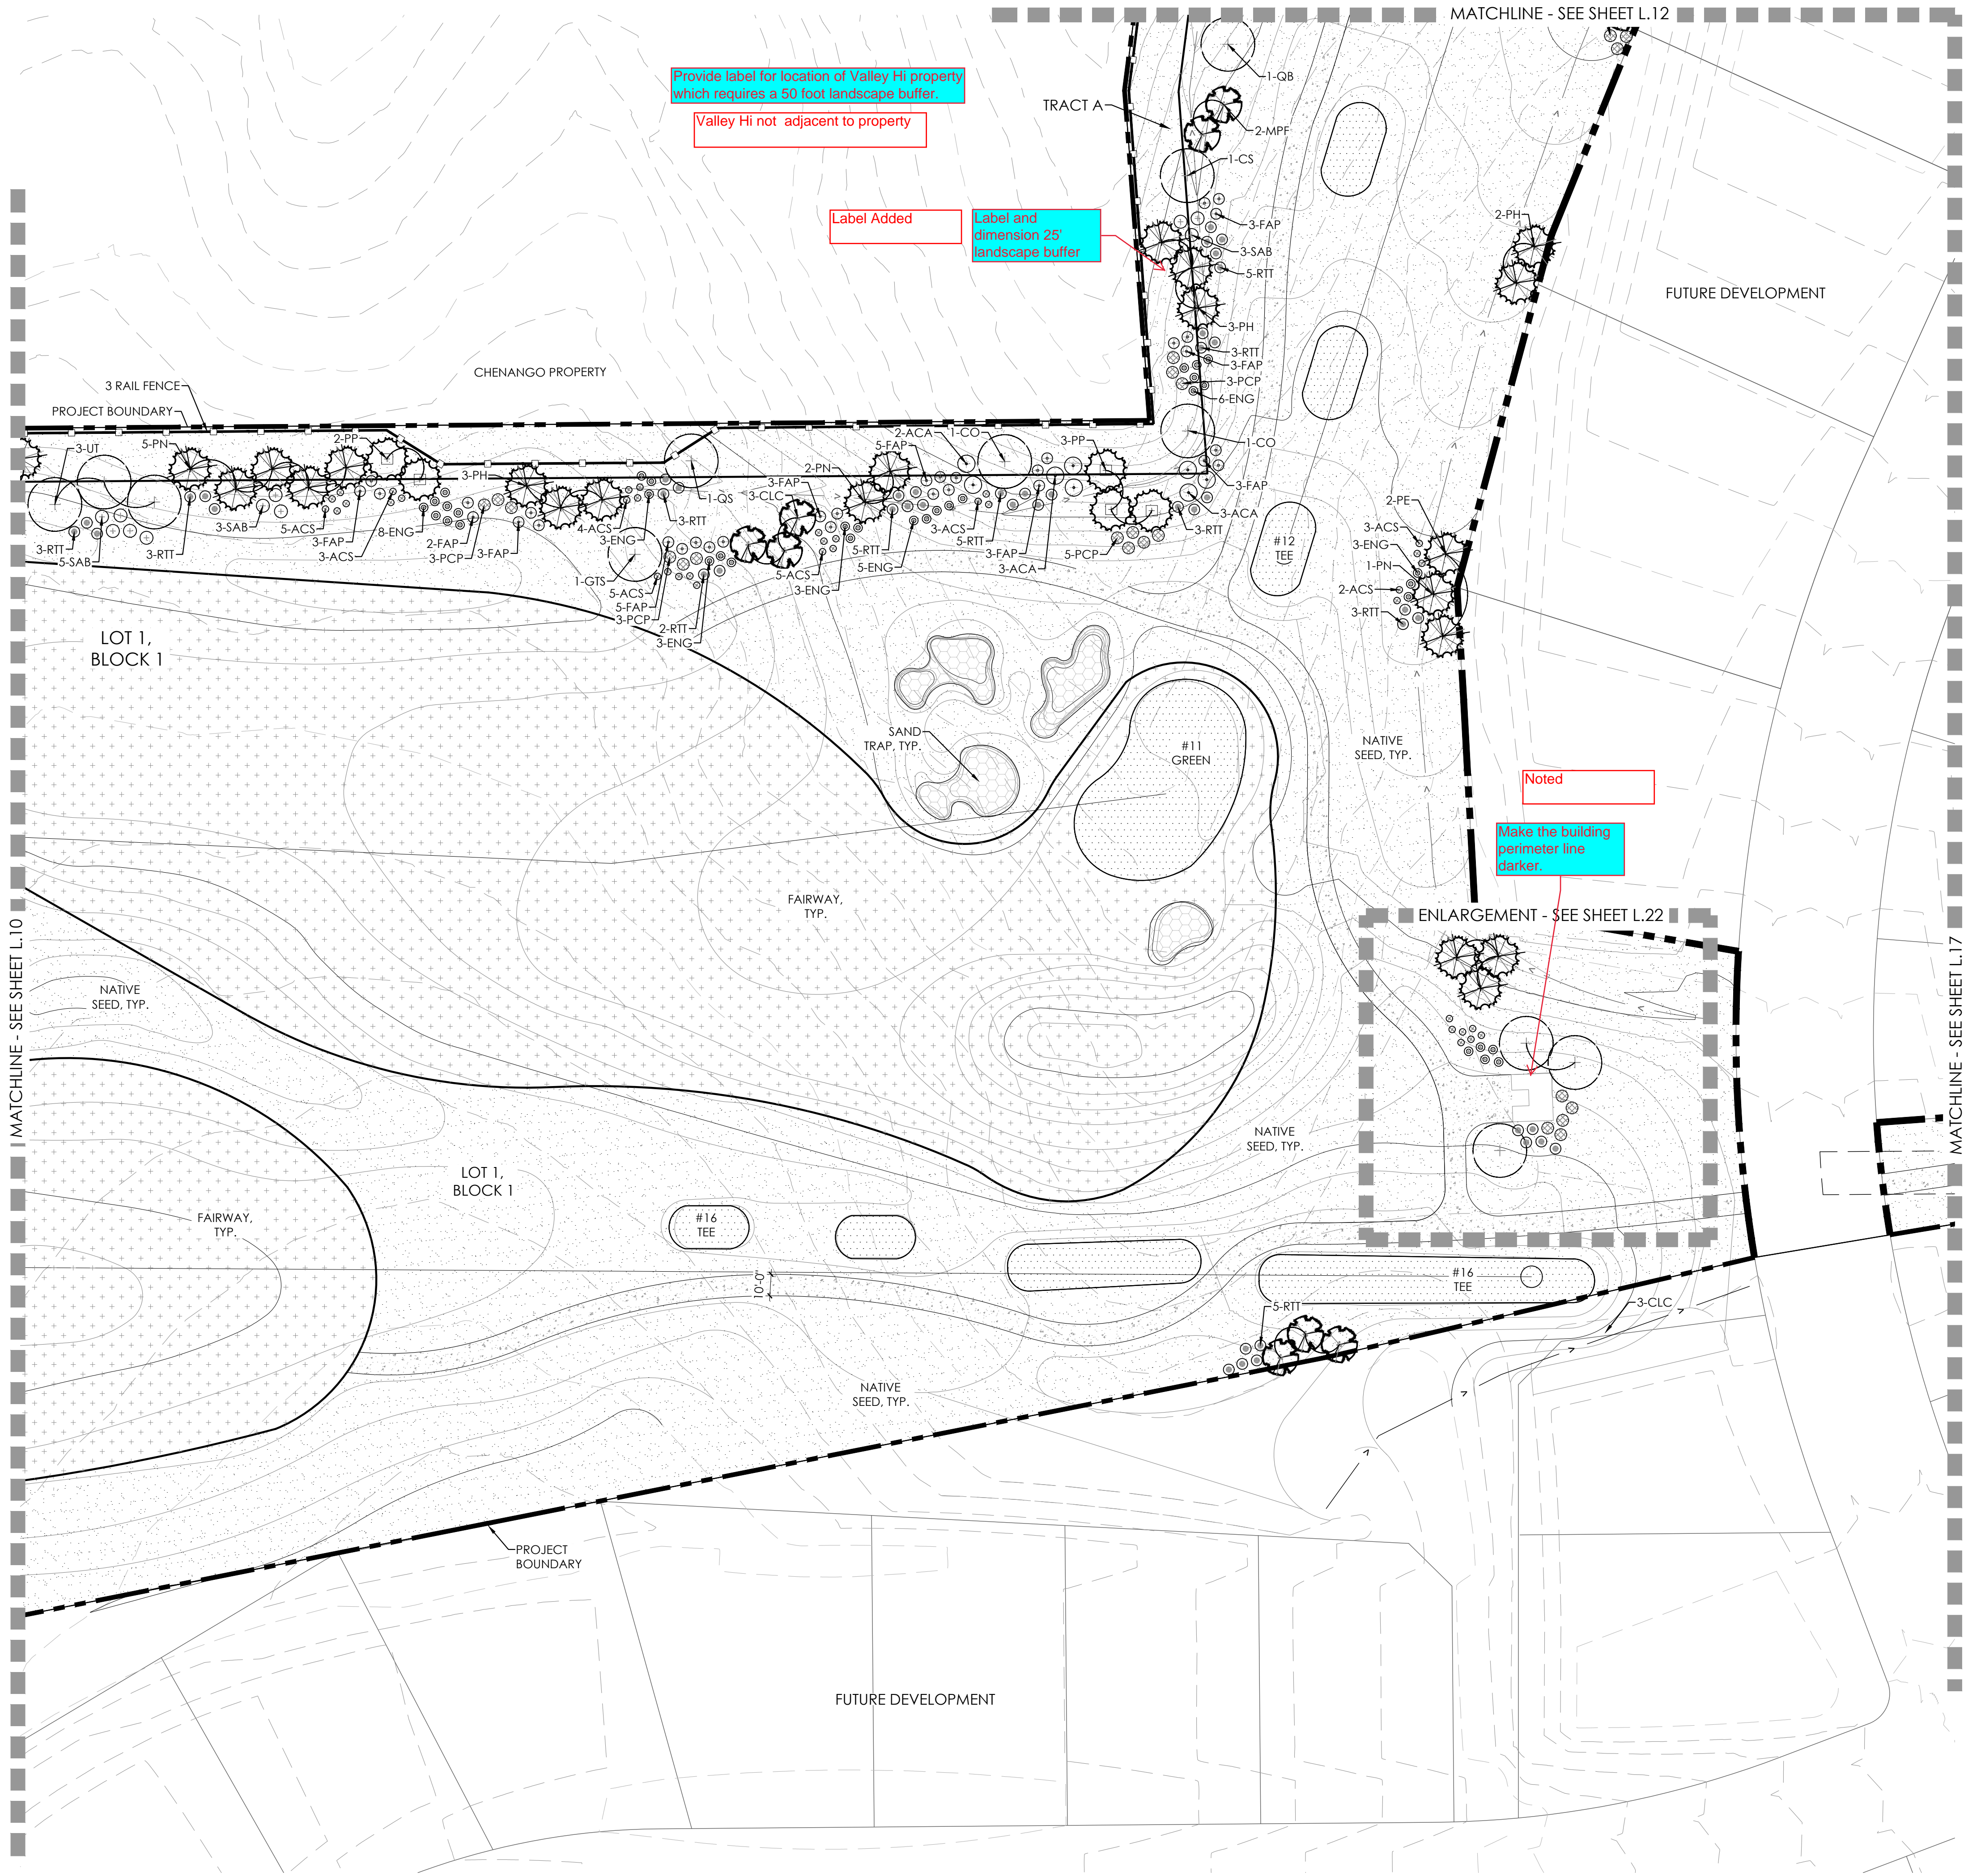 MATCHLINE - SEE SHEET L.12
Provide label for location of Valley Hi property
which requires a 50 foot landscape buffer.
Valley Hi not  adjacent to property
Label Added
Label and
dimension 25'
landscape buffer
TRACT A
1-QB
2-MPF
1-CS
3-FAP
3-SAB
5-RTT
3-PH
3-RTT
3-FAP
3-PCP
6-ENG
1-CO
3-FAP
3-ACA
3-RTT
2-PH
FUTURE DEVELOPMENT
CHENANGO PROPERTY
3 RAIL FENCE
PROJECT BOUNDARY
3-UT
5-PN
2-PP
3-PH
1-QS
3-FAP
3-CLC
2-PN
5-FAP
2-ACA
1-CO
3-PP
3-RTT
5-SAB
3-RTT
3-SAB
5-ACS
3-FAP
3-ACS
8-ENG
2-FAP
3-PCP
3-FAP
4-ACS
3-ENG
3-RTT
1-GTS
5-ACS
5-FAP
3-PCP
2-RTT
3-ENG
5-ACS
3-ENG
5-RTT
5-ENG
3-ACS
5-RTT
3-FAP
3-ACA
5-PCP
#12
TEE
2-PE
3-ACS
3-ENG
1-PN
2-ACS
3-RTT
LOT 1,
BLOCK 1
SAND
TRAP, TYP.
#11
GREEN
NATIVE
SEED, TYP.
Noted
Make the building
perimeter line
darker.
FAIRWAY,
TYP.
ENLARGEMENT - SEE SHEET L.22
MATCHLINE - SEE SHEET L.10
MATCHLINE - SEE SHEET L.17
NATIVE
SEED, TYP.
NATIVE
SEED, TYP.
LOT 1,
BLOCK 1
FAIRWAY,
TYP.
#16
TEE
10'-0"
#16
TEE
5-RTT
3-CLC
NATIVE
SEED, TYP.
PROJECT
BOUNDARY
FUTURE DEVELOPMENT